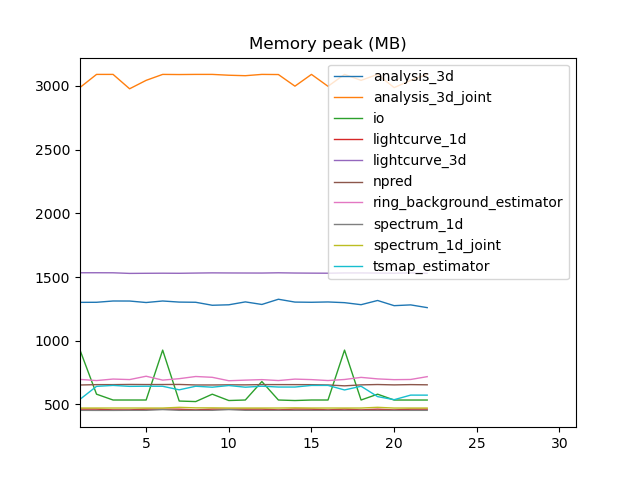 Memory peak (MB)
3000
2500
2000
1500
1000
500
5
10
15
20
25
30
analysis_3d
analysis_3d_joint
io
lightcurve_1d
lightcurve_3d
npred
ring_background_estimator
spectrum_1d
spectrum_1d_joint
tsmap_estimator